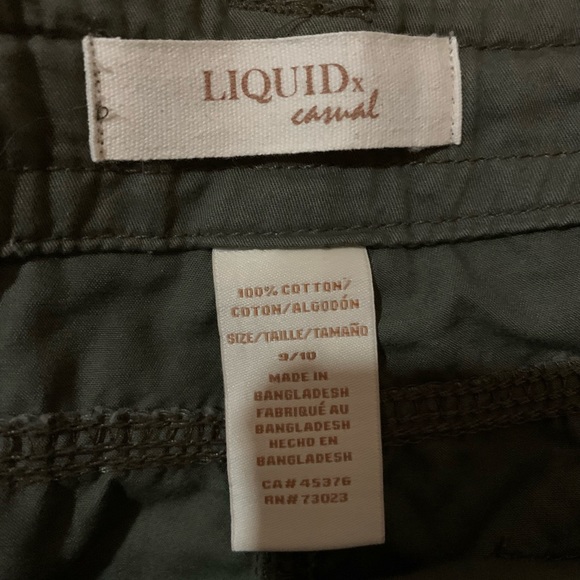 LIQUIDx
casual
100% COTTON/
COTON/ALGODÓN
SIZE/TAILLE/TAMAÑO
9/10
MADE IN
BANGLADESH
FABRIQUÉ AU
BANGLADESH
HECHO EN
BANGLADESH
CA# 45376
RN# 73023